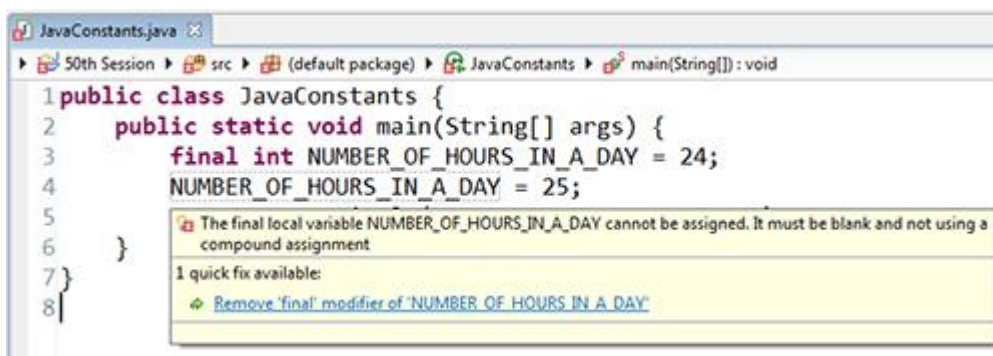 JavaConstants.java
50th Session src (default package) JavaConstants main(String[]) : void
1 public class JavaConstants {
2 public static void main(String[] args) {
3 final int NUMBER_OF_HOURS_IN_A_DAY = 24;
4 NUMBER_OF_HOURS_IN_A_DAY = 25;
5
The final local variable NUMBER_OF_HOURS_IN_A_DAY cannot be assigned. It must be blank and not using a
6 }
compound assignment
7 }
1 quick fix available:
8
Remove 'final' modifier of 'NUMBER_OF_HOURS_IN_A_DAY'